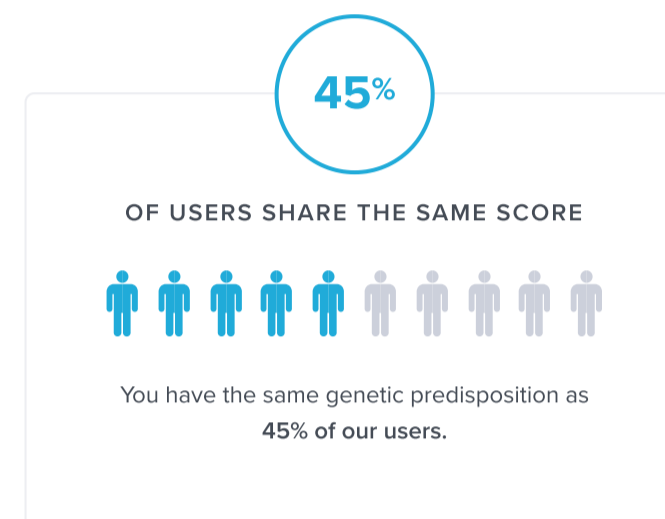 45%
OF USERS SHARE THE SAME SCORE
You have the same genetic predisposition as
45% of our users.